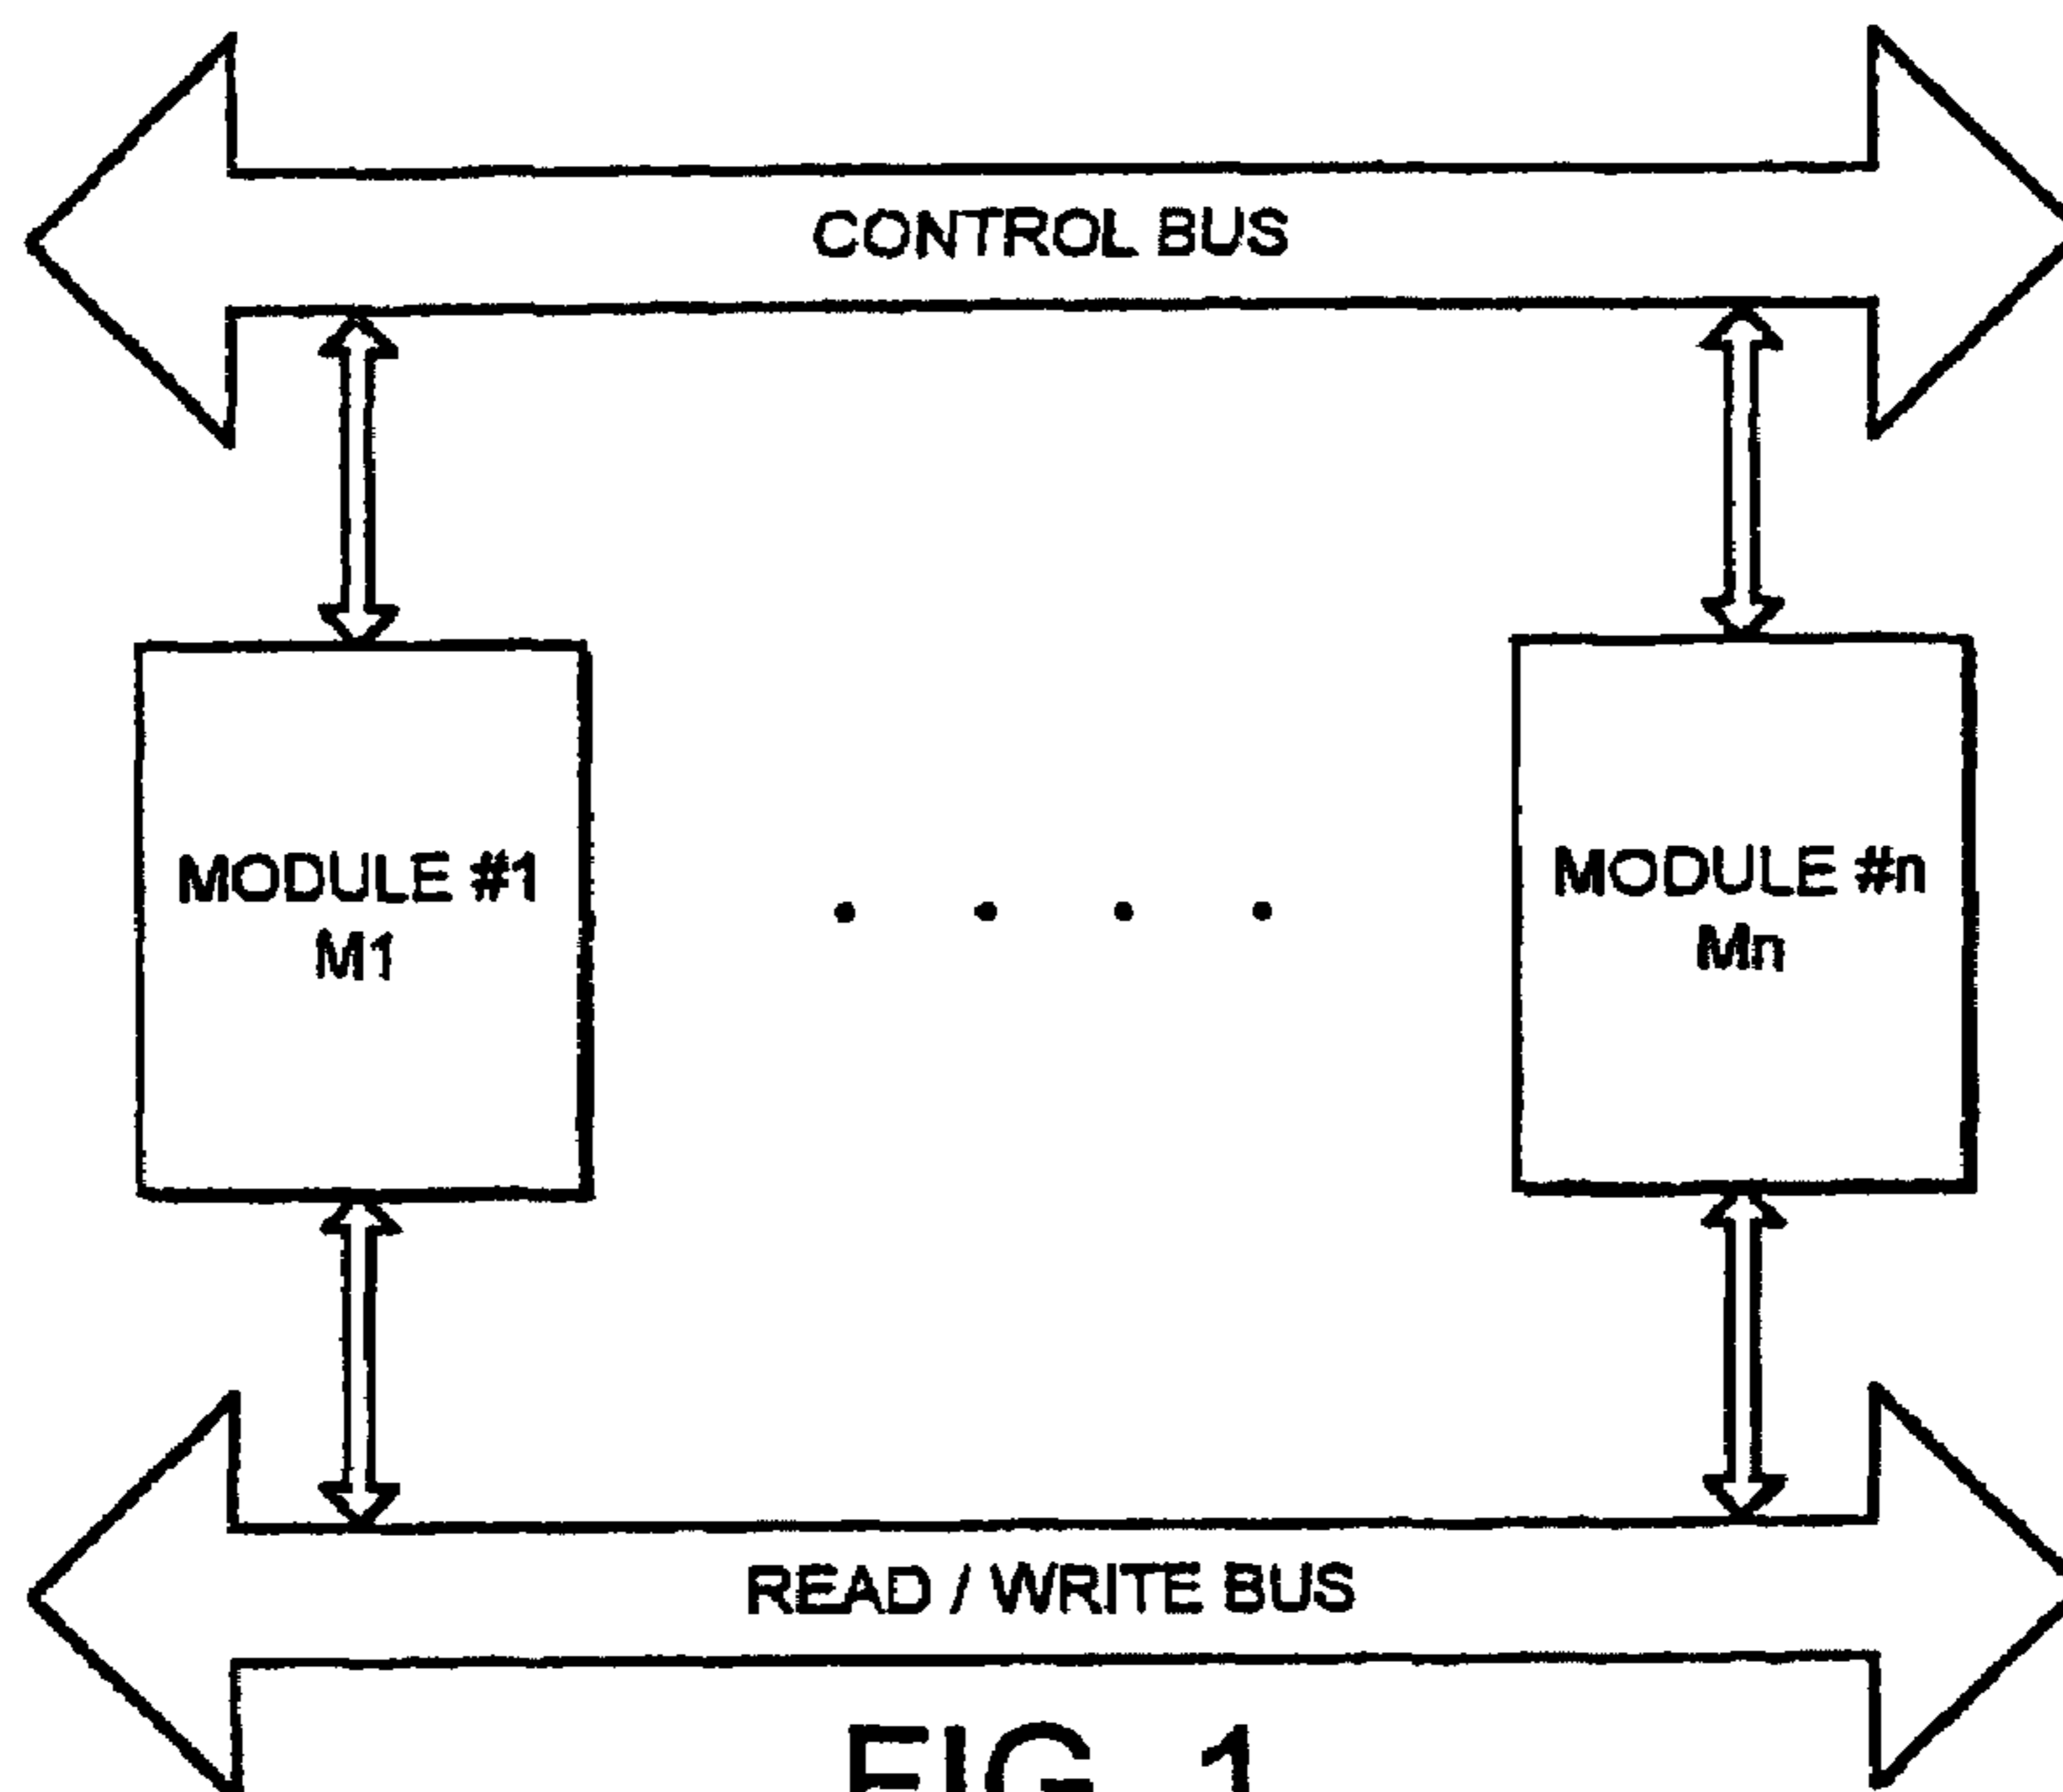 CONTROL BUS
MODULE #1
M1
MODULE #n
Mn
READ / WRITE BUS
FIG. 1